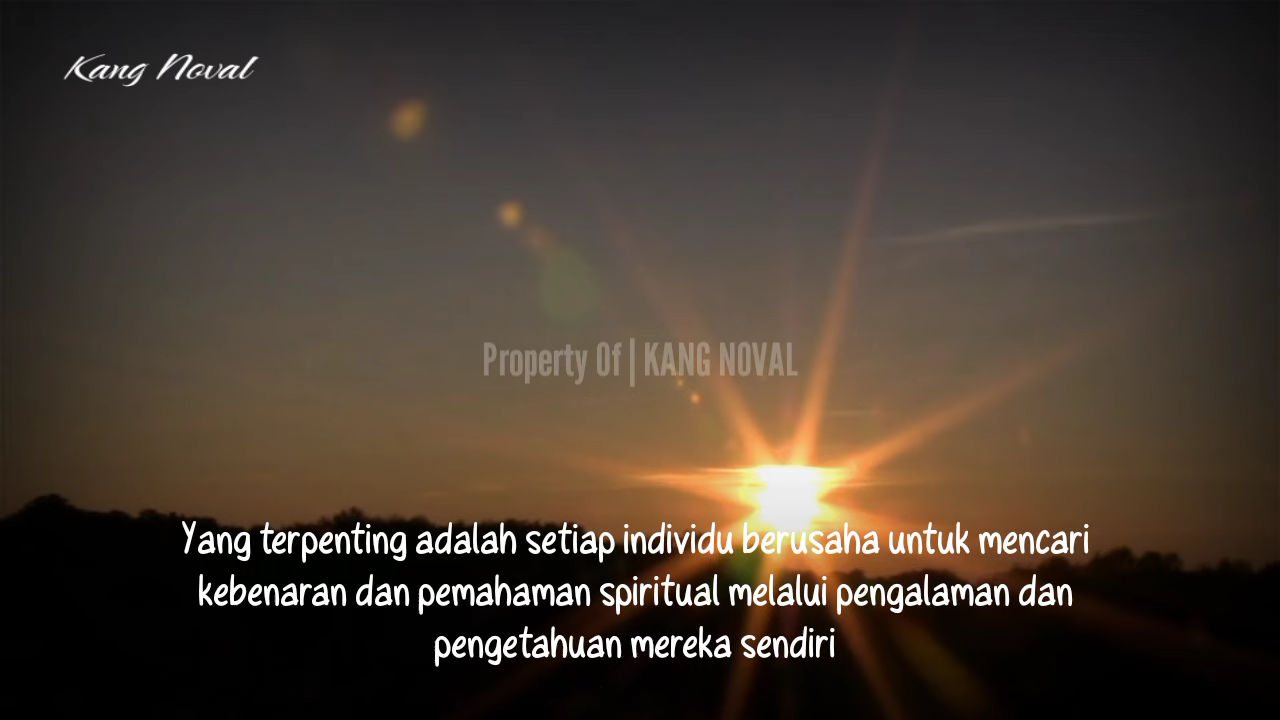 Kang Noval
Property Of | KANG NOVAL
Yang terpenting adalah setiap individu berusaha untuk mencari
kebenaran dan pemahaman spiritual melalui pengalaman dan
pengetahuan mereka sendiri